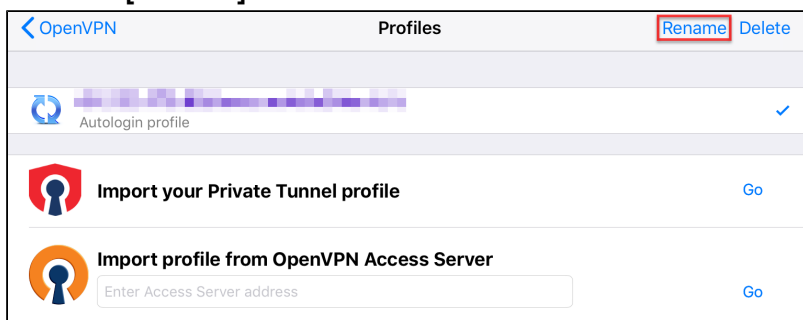 OpenVPN Profiles Rename Delete
Autologin profile
Import your Private Tunnel profile Go
Import profile from OpenVPN Access Server
Enter Access Server address Go